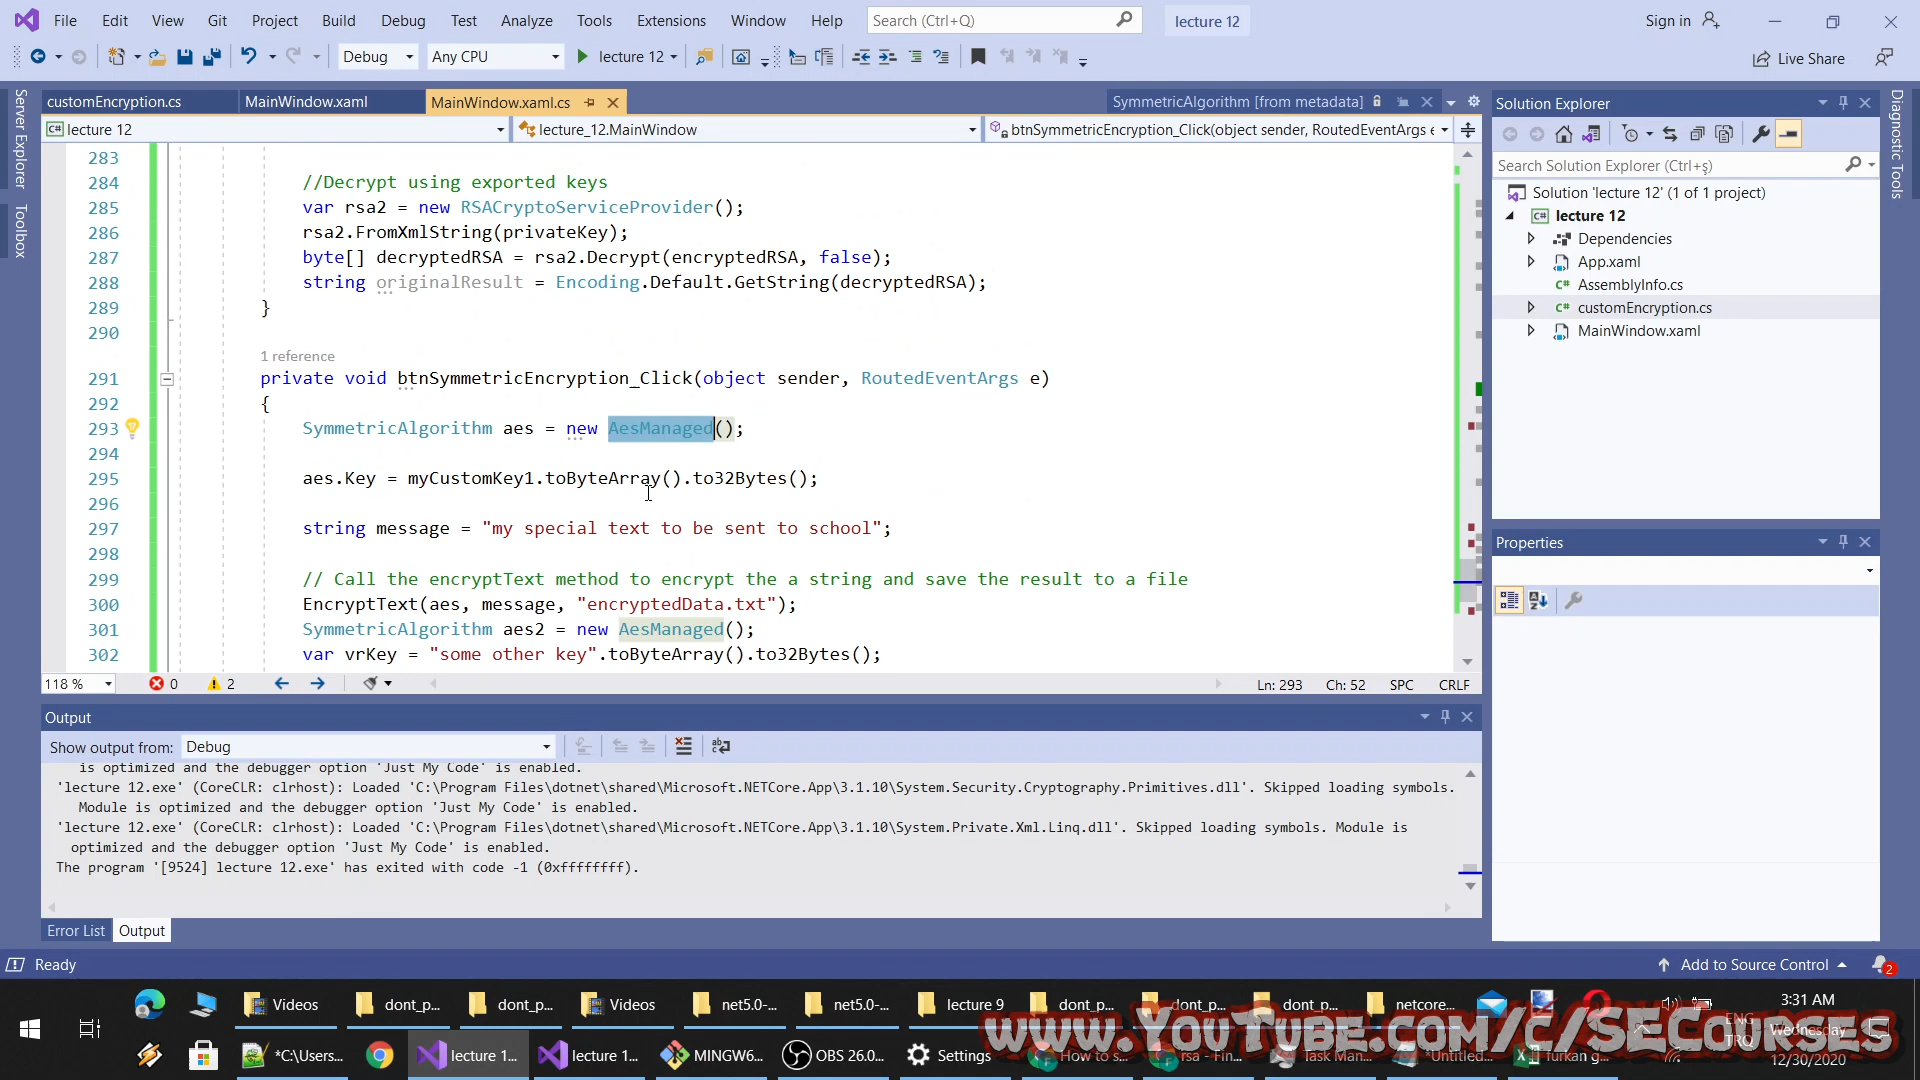 File Edit View Git Project Build Debug Test Analyze Tools Extensions Window Help Search (Ctrl+Q) lecture 12 Sign in
Debug Any CPU lecture 12 Live Share
Server Explorer
Toolbox
customEncryption.cs MainWindow.xaml MainWindow.xaml.cs SymmetricAlgorithm [from metadata]
lecture 12 lecture_12.MainWindow btnSymmetricEncryption_Click(object sender, RoutedEventArgs e
283
284 //Decrypt using exported keys
285 var rsa2 = new RSACryptoServiceProvider();
286 rsa2.FromXmlString(privateKey);
287 byte[] decryptedRSA = rsa2.Decrypt(encryptedRSA, false);
288 string originalResult = Encoding.Default.GetString(decryptedRSA);
289 }
290
1 reference
291 private void btnSymmetricEncryption_Click(object sender, RoutedEventArgs e)
292 {
293 SymmetricAlgorithm aes = new AesManaged();
294
295 aes.Key = myCustomKey1.toByteArray().to32Bytes();
296
297 string message = "my special text to be sent to school";
298
299 // Call the encryptText method to encrypt the a string and save the result to a file
300 EncryptText(aes, message, "encryptedData.txt");
301 SymmetricAlgorithm aes2 = new AesManaged();
302 var vrKey = "some other key".toByteArray().to32Bytes();
118 % 0 2 Ln: 293 Ch: 52 SPC CRLF
Output
Show output from: Debug
is optimized and the debugger option 'Just My Code' is enabled.
'lecture 12.exe' (CoreCLR: clrhost): Loaded 'C:\Program Files\dotnet\shared\Microsoft.NETCore.App\3.1.10\System.Security.Cryptography.Primitives.dll'. Skipped loading symbols.
Module is optimized and the debugger option 'Just My Code' is enabled.
'lecture 12.exe' (CoreCLR: clrhost): Loaded 'C:\Program Files\dotnet\shared\Microsoft.NETCore.App\3.1.10\System.Private.Xml.Linq.dll'. Skipped loading symbols. Module is
optimized and the debugger option 'Just My Code' is enabled.
The program '[9524] lecture 12.exe' has exited with code -1 (0xffffffff).
Error List Output
Solution Explorer
Search Solution Explorer (Ctrl+ş)
Solution 'lecture 12' (1 of 1 project)
lecture 12
Dependencies
App.xaml
AssemblyInfo.cs
customEncryption.cs
MainWindow.xaml
Properties
Diagnostic Tools
Ready Add to Source Control 2
Videos dont_p... dont_p... Videos net5.0-... net5.0-... lecture 9 dont_p... dont_p... dont_p... netcore... 3:31 AM
www.YouTube.com/c/SECourses
ENG Wednesday
*C:\Users... lecture 1... lecture 1... MINGW6... OBS 26.0... Settings How to s... rsa - Fin... Task Man... *Untitled... furkan g... TRQ 12/30/2020